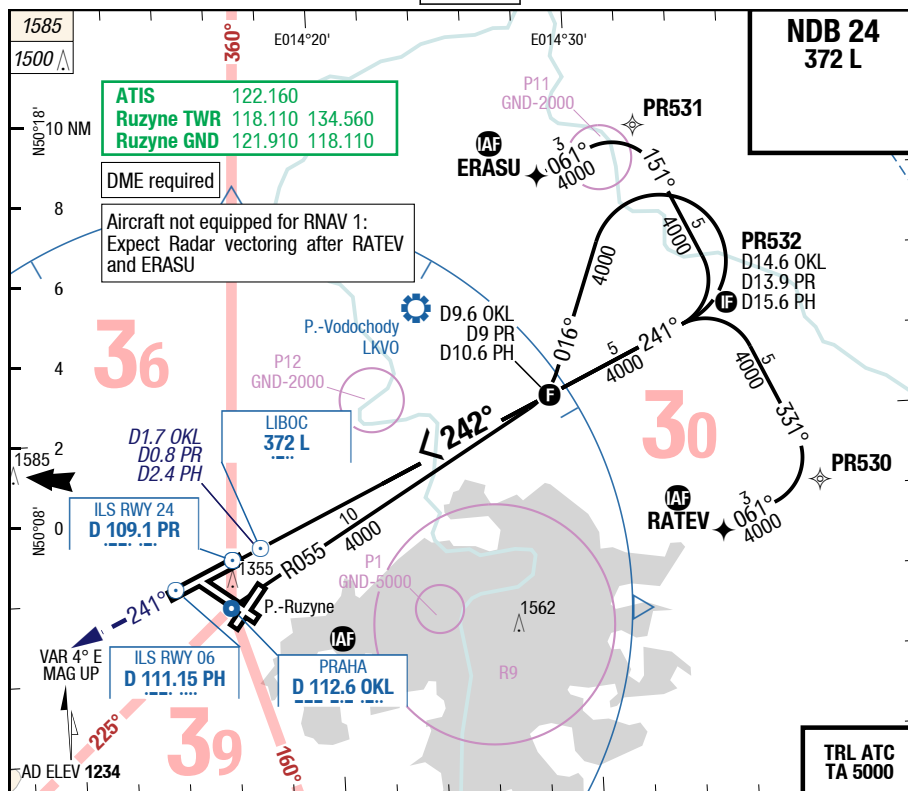 1585
1500
360°
E014°20'
E014°30'
NDB 24
372 L
N50°18'
10 NM
ATIS 122.160
Ruzyne TWR 118.110 134.560
Ruzyne GND 121.910 118.110
P11
GND-2000
PR531
IAF
ERASU
3
061°
4000
151°
5
4000
DME required
Aircraft not equipped for RNAV 1:
Expect Radar vectoring after RATEV
and ERASU
8
6
4
2
0
N50°08'
4000
016°
PR532
D14.6 OKL
D13.9 PR
D15.6 PH
IF
P.-Vodochody
LKVO
D9.6 OKL
D9 PR
D10.6 PH
241°
5
4000
5
4000
331°
36
P12
GND-2000
F
30
LIBOC
372 L
D1.7 OKL
D0.8 PR
D2.4 PH
242°
1585
PR530
IAF
RATEV
3
061°
4000
ILS RWY 24
D 109.1 PR
10
4000
R055
1355
P1
GND-5000
P.-Ruzyne
1562
241°
IAF
VAR 4° E
MAG UP
ILS RWY 06
D 111.15 PH
PRAHA
D 112.6 OKL
R9
225°
39
160°
AD ELEV 1234
TRL ATC
TA 5000